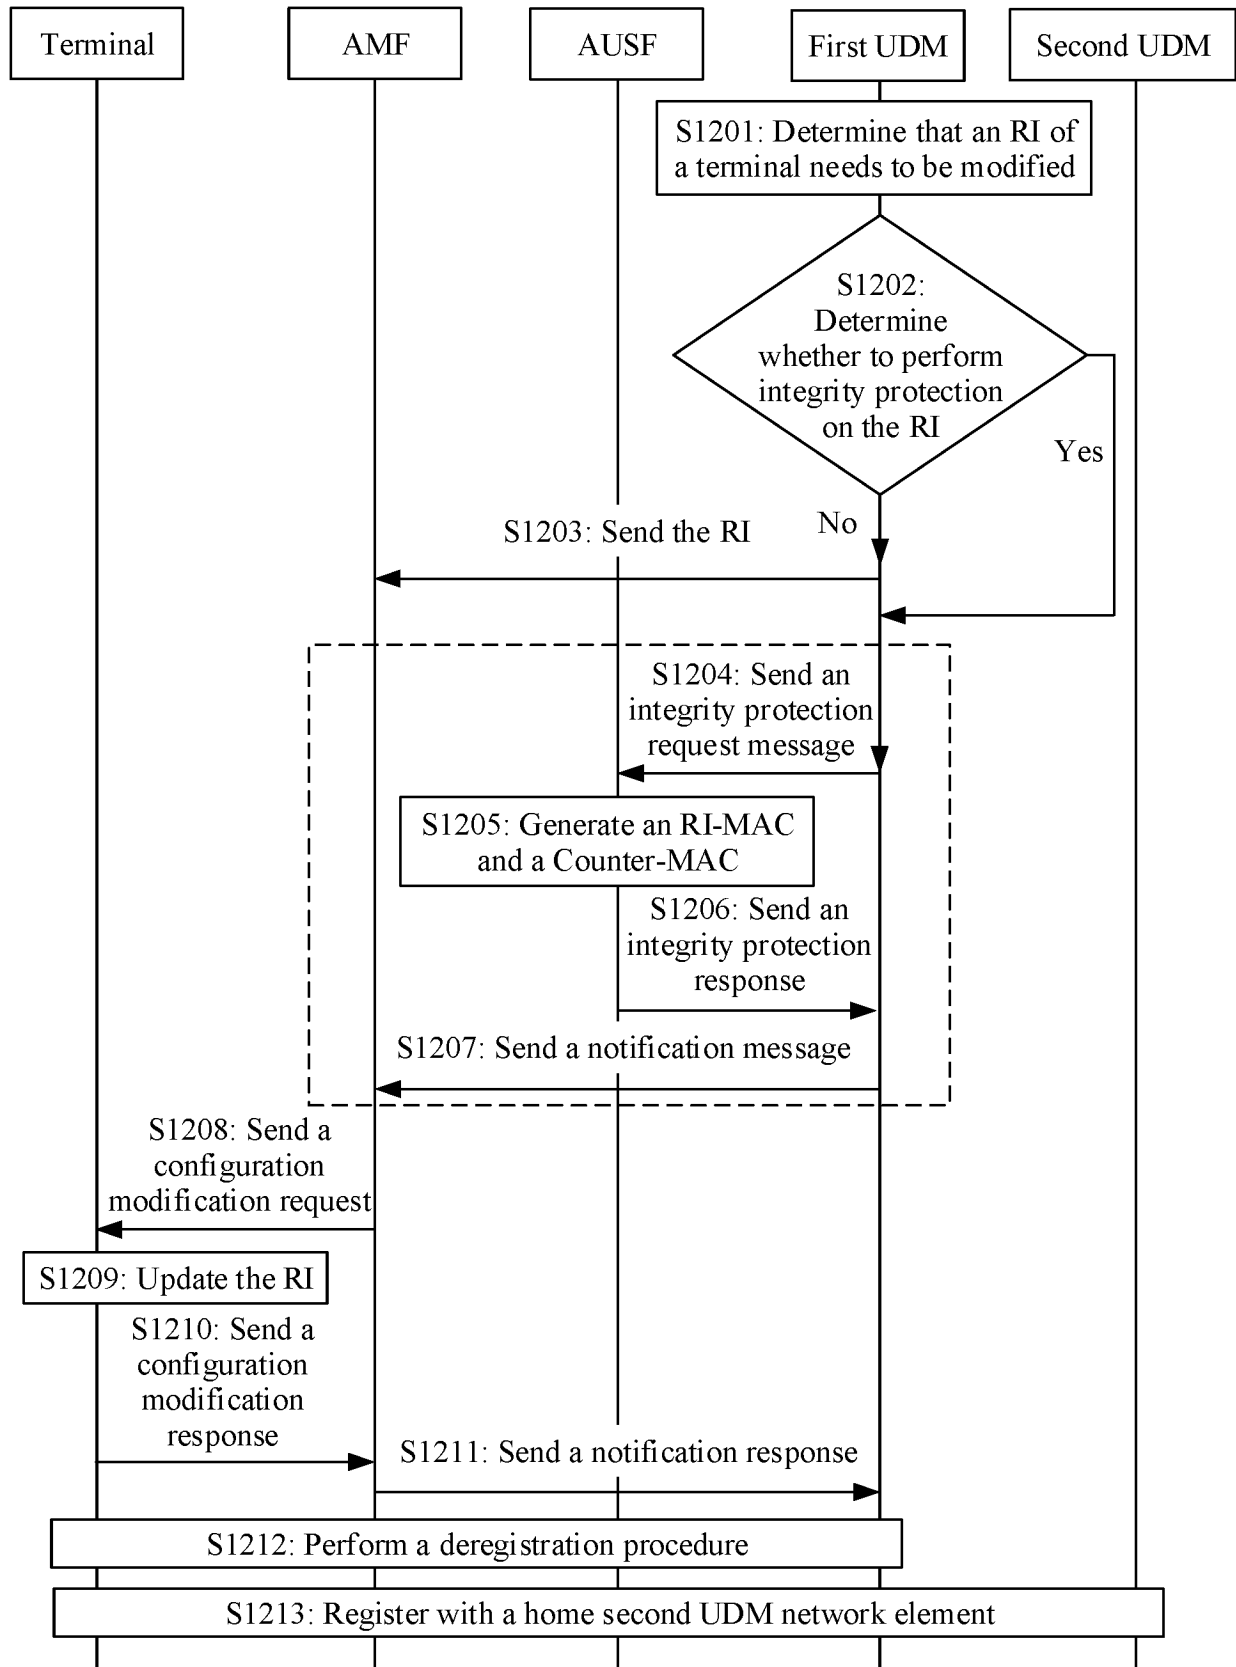 Terminal
AMF
AUSF
First UDM
Second UDM
S1201: Determine that an RI of
a terminal needs to be modified
S1202:
Determine
whether to perform
integrity protection
on the RI
Yes
No
S1203: Send the RI
S1204: Send an
integrity protection
request message
S1205: Generate an RI-MAC
and a Counter-MAC
S1206: Send an
integrity protection
response
S1207: Send a notification message
S1208: Send a
configuration
modification request
S1209: Update the RI
S1210: Send a
configuration
modification
response
S1211: Send a notification response
S1212: Perform a deregistration procedure
S1213: Register with a home second UDM network element